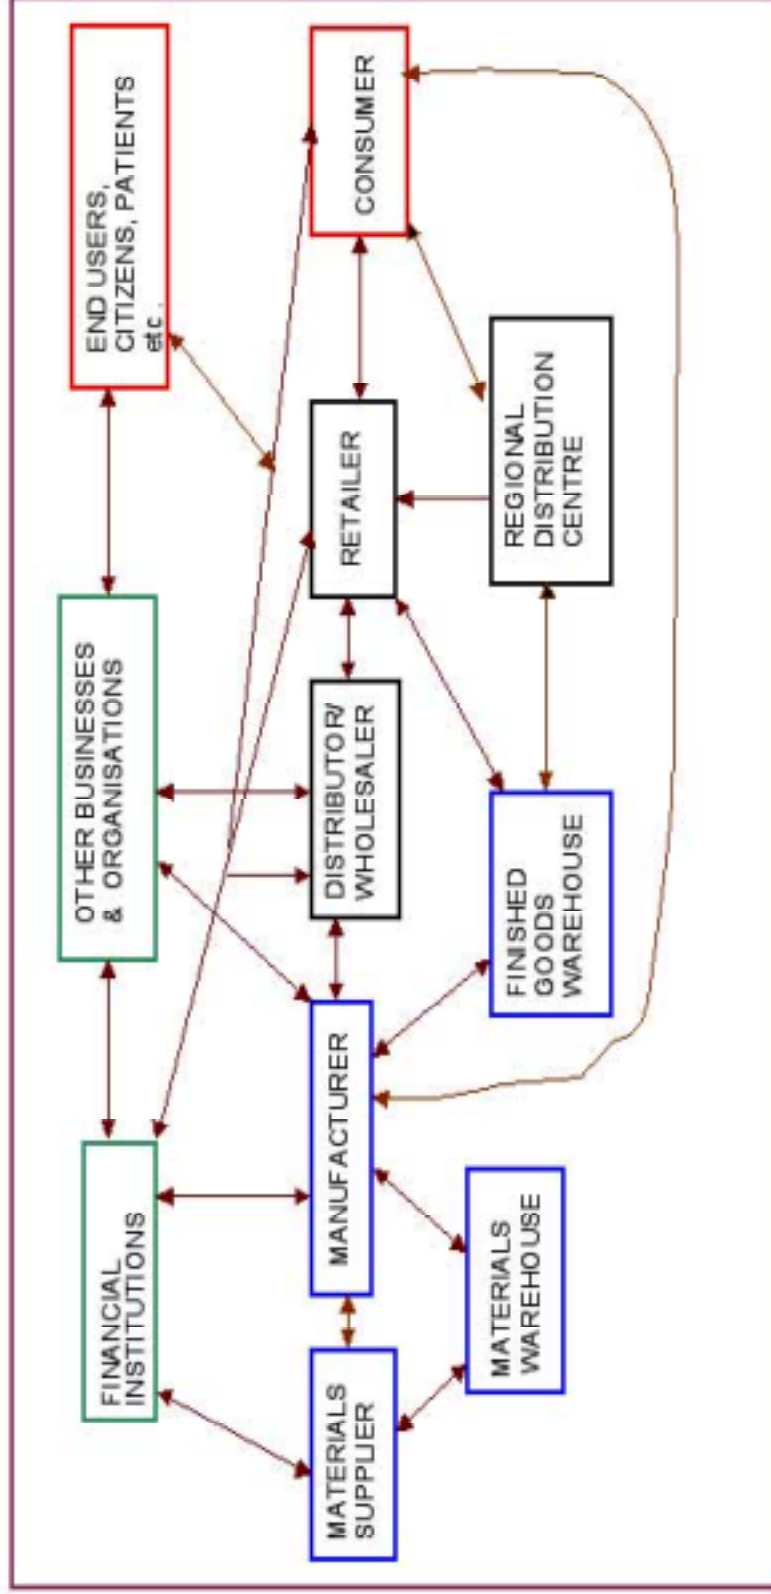 FINANCIAL
INSTITUTIONS
OTHER BUSINESSES
& ORGANISATIONS
END USERS,
CITIZENS, PATIENTS
etc .
MATERIALS
SUPPLIER
MANUFACTURER
DISTRIBUTOR/
WHOLESALER
RETAILER
CONSUMER
MATERIALS
WAREHOUSE
FINISHED
GOODS
WAREHOUSE
REGIONAL
DISTRIBUTION
CENTRE